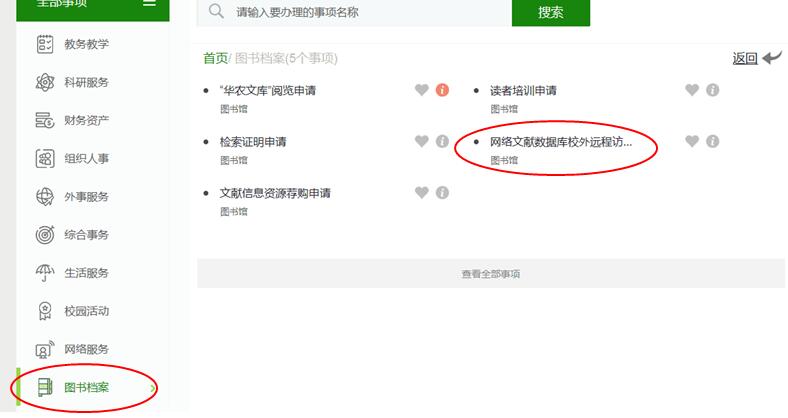 全部事项
请输入要办理的事项名称
搜索
教务教学
科研服务
财务资产
组织人事
外事服务
综合事务
生活服务
校园活动
网络服务
图书档案
首页/ 图书档案(5个事项)
返回
“华农文库”阅览申请
图书馆
读者培训申请
图书馆
检索证明申请
图书馆
网络文献数据库校外远程访...
图书馆
文献信息资源荐购申请
图书馆
查看全部事项